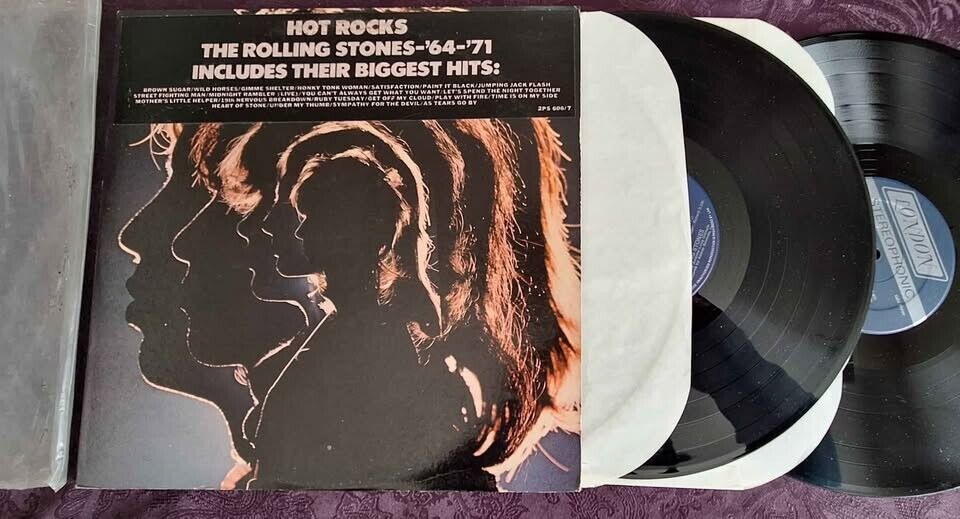 HOT ROCKS
THE ROLLING STONES-'64-'71
INCLUDES THEIR BIGGEST HITS:
BROWN SUGAR/WILD HORSES/GIMME SHELTER/HONKY TONK WOMAN/SATISFACTION/PAINT IT BLACK/JUMPING JACK FLASH
STREET FIGHTING MAN/MIDNIGHT RAMBLER (LIVE)/YOU CAN'T ALWAYS GET WHAT YOU WANT/LET'S SPEND THE NIGHT TOGETHER
MOTHER'S LITTLE HELPER/19th NERVOUS BREAKDOWN/RUBY TUESDAY/GET OFF MY CLOUD/PLAY WITH FIRE/TIME IS ON MY SIDE
HEART OF STONE/UNDER MY THUMB/SYMPATHY FOR THE DEVIL/AS TEARS GO BY
2PS 606/7
LONDON
STEREOPHONIC